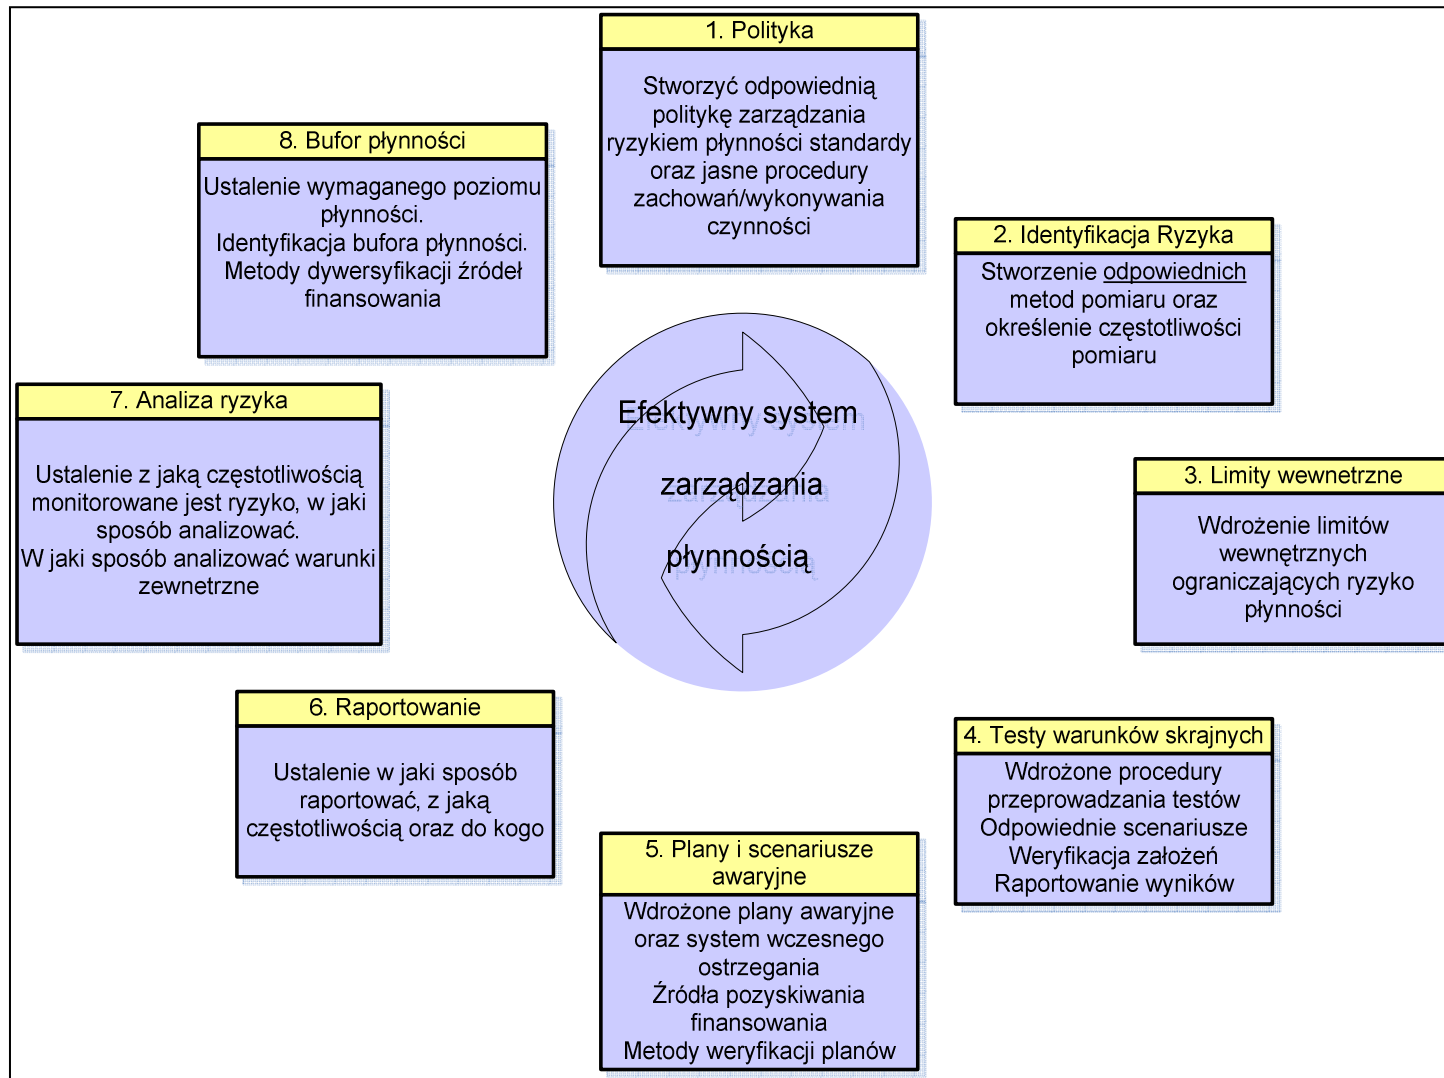 1. Polityka
Stworzyć odpowiednią
politykę zarządzania
ryzykiem płynności standardy
oraz jasne procedury
zachowań/wykonywania
czynności
2. Identyfikacja Ryzyka
Stworzenie odpowiednich
metod pomiaru oraz
określenie częstotliwości
pomiaru
3. Limity wewnetrzne
Wdrożenie limitów
wewnętrznych
ograniczających ryzyko
płynności
4. Testy warunków skrajnych
Wdrożone procedury
przeprowadzania testów
Odpowiednie scenariusze
Weryfikacja założeń
Raportowanie wyników
5. Plany i scenariusze
awaryjne
Wdrożone plany awaryjne
oraz system wczesnego
ostrzegania
Źródła pozyskiwania
finansowania
Metody weryfikacji planów
6. Raportowanie
Ustalenie w jaki sposób
raportować, z jaką
częstotliwością oraz do kogo
7. Analiza ryzyka
Ustalenie z jaką częstotliwością
monitorowane jest ryzyko, w jaki
sposób analizować.
W jaki sposób analizować warunki
zewnetrzne
8. Bufor płynności
Ustalenie wymaganego poziomu
płynności.
Identyfikacja bufora płynności.
Metody dywersyfikacji źródeł
finansowania
Efektywny system
zarządzania
płynnością